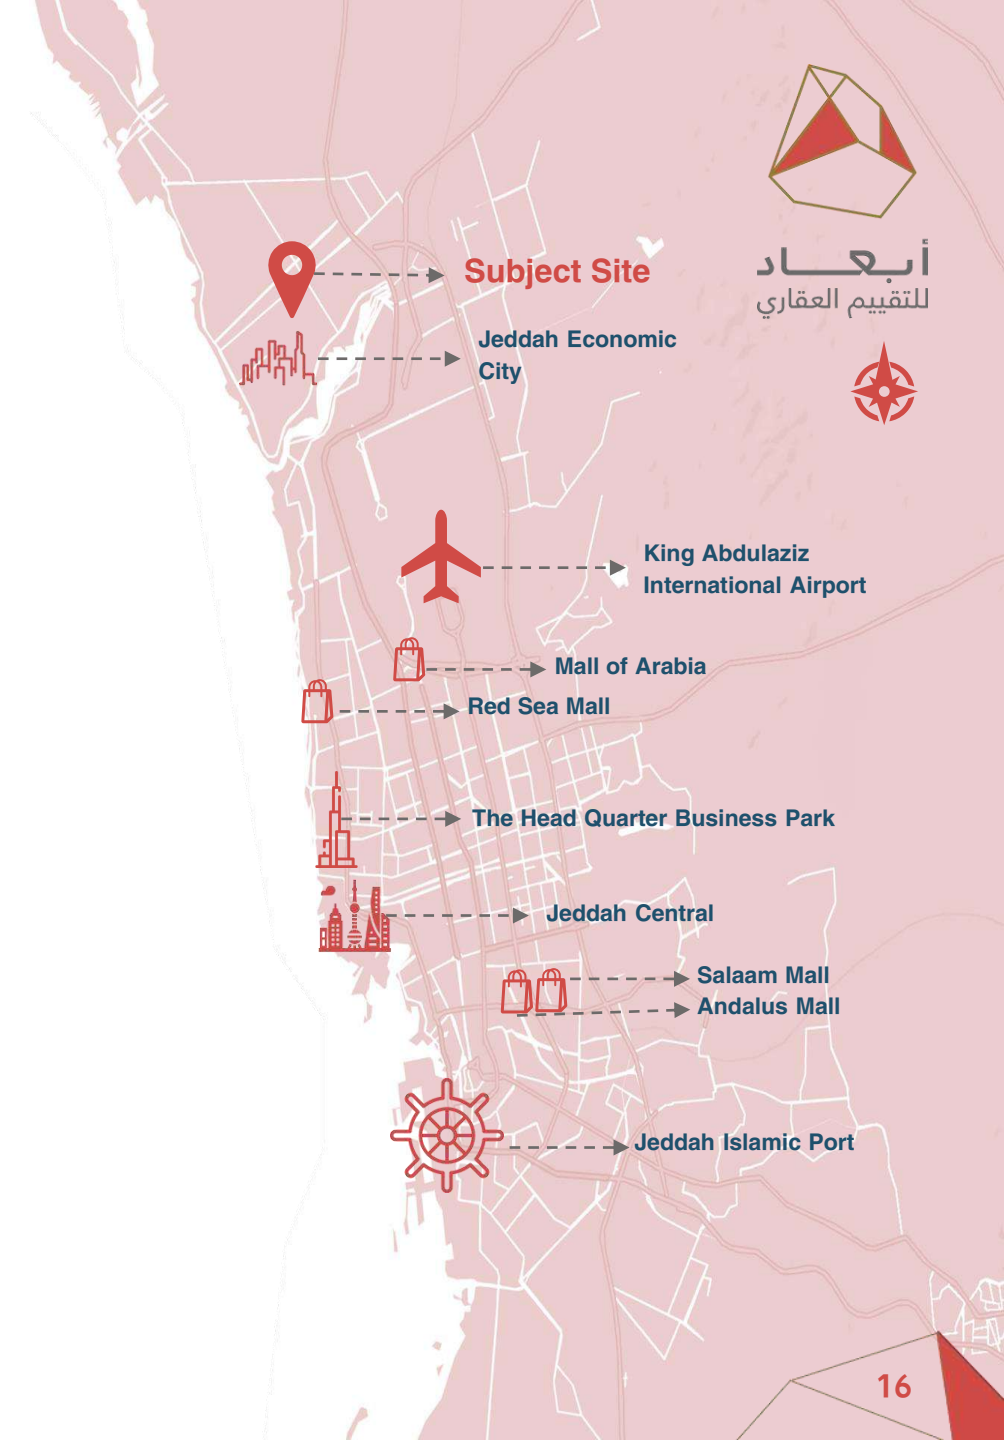 أبعـــاد
للتقييم العقاري
Subject Site
Jeddah Economic
City
King Abdulaziz
International Airport
Mall of Arabia
Red Sea Mall
The Head Quarter Business Park
Jeddah Central
Salaam Mall
Andalus Mall
Jeddah Islamic Port
16